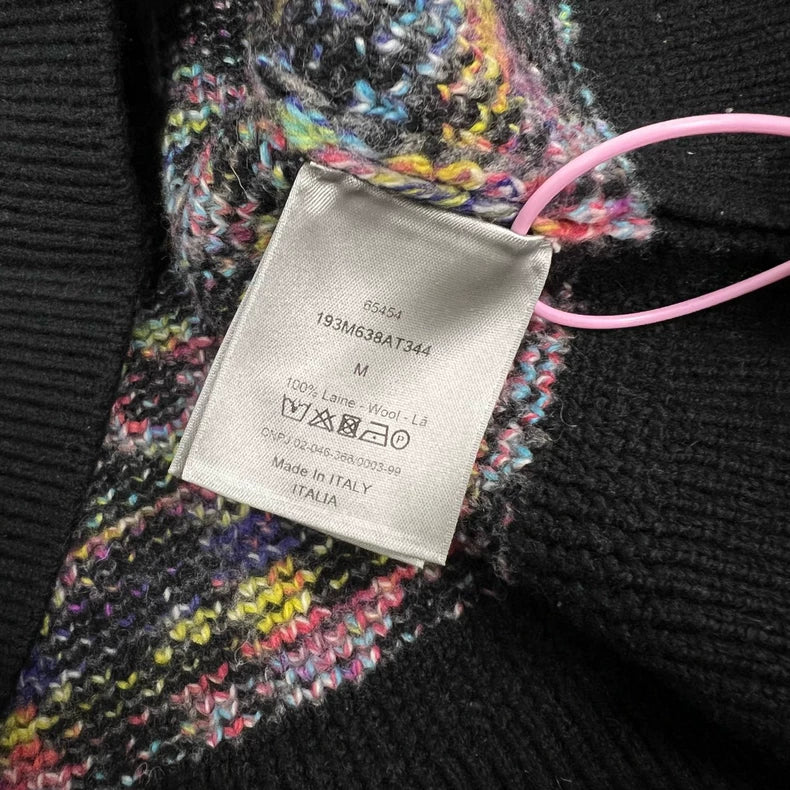 65454
193M638AT344
M
100% Laine - Wool - Lã
P
CNPJ 02-046-368/0003-99
Made In ITALY
ITALIA